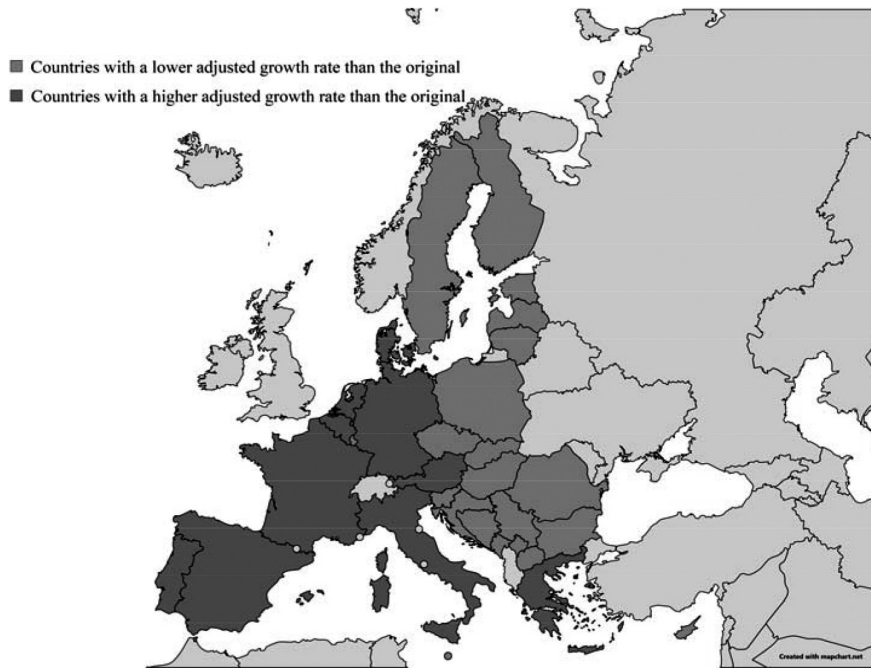 Countries with a lower adjusted growth rate than the original
Countries with a higher adjusted growth rate than the original
Created with mapchart.net